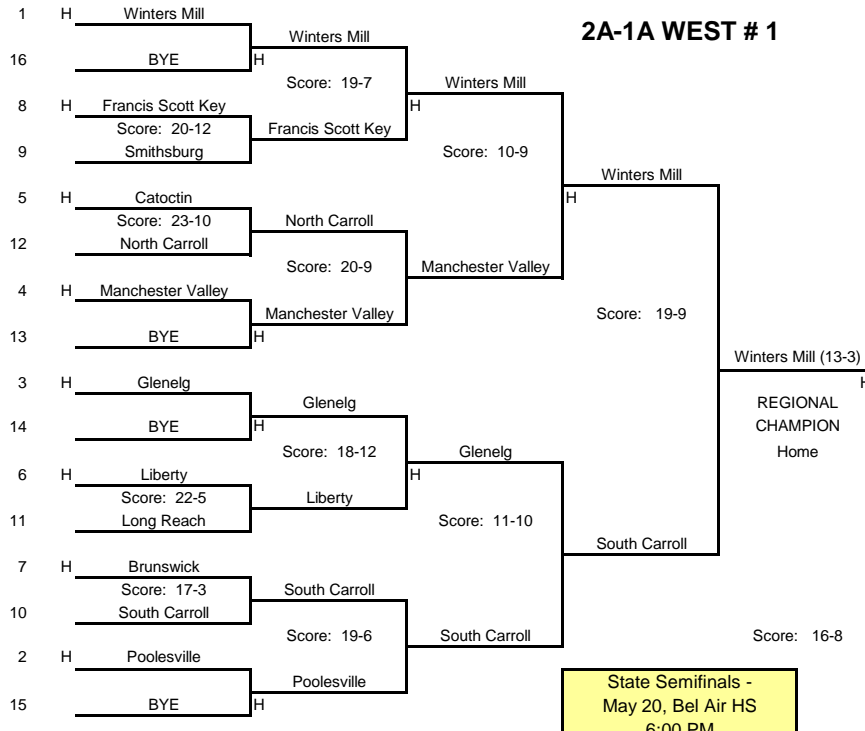 2A-1A WEST # 1
1 H Winters Mill
Winters Mill
16 BYE H
Score: 19-7
Winters Mill
8 H Francis Scott Key H
Score: 20-12 Francis Scott Key
9 Smithsburg Score: 10-9
Winters Mill
5 H Catoctin H
Score: 23-10 North Carroll
12 North Carroll
Score: 20-9 Manchester Valley
4 H Manchester Valley
Manchester Valley Score: 19-9
13 BYE H
Winters Mill (13-3)
3 H Glenelg H
Glenelg REGIONAL
14 BYE H CHAMPION
Score: 18-12 Glenelg Home
6 H Liberty H
Score: 22-5 Liberty
11 Long Reach Score: 11-10
South Carroll
7 H Brunswick
Score: 17-3 South Carroll
10 South Carroll
Score: 19-6 South Carroll Score: 16-8
2 H Poolesville
Poolesville State Semifinals -
15 BYE H May 20, Bel Air HS
6:00 PM